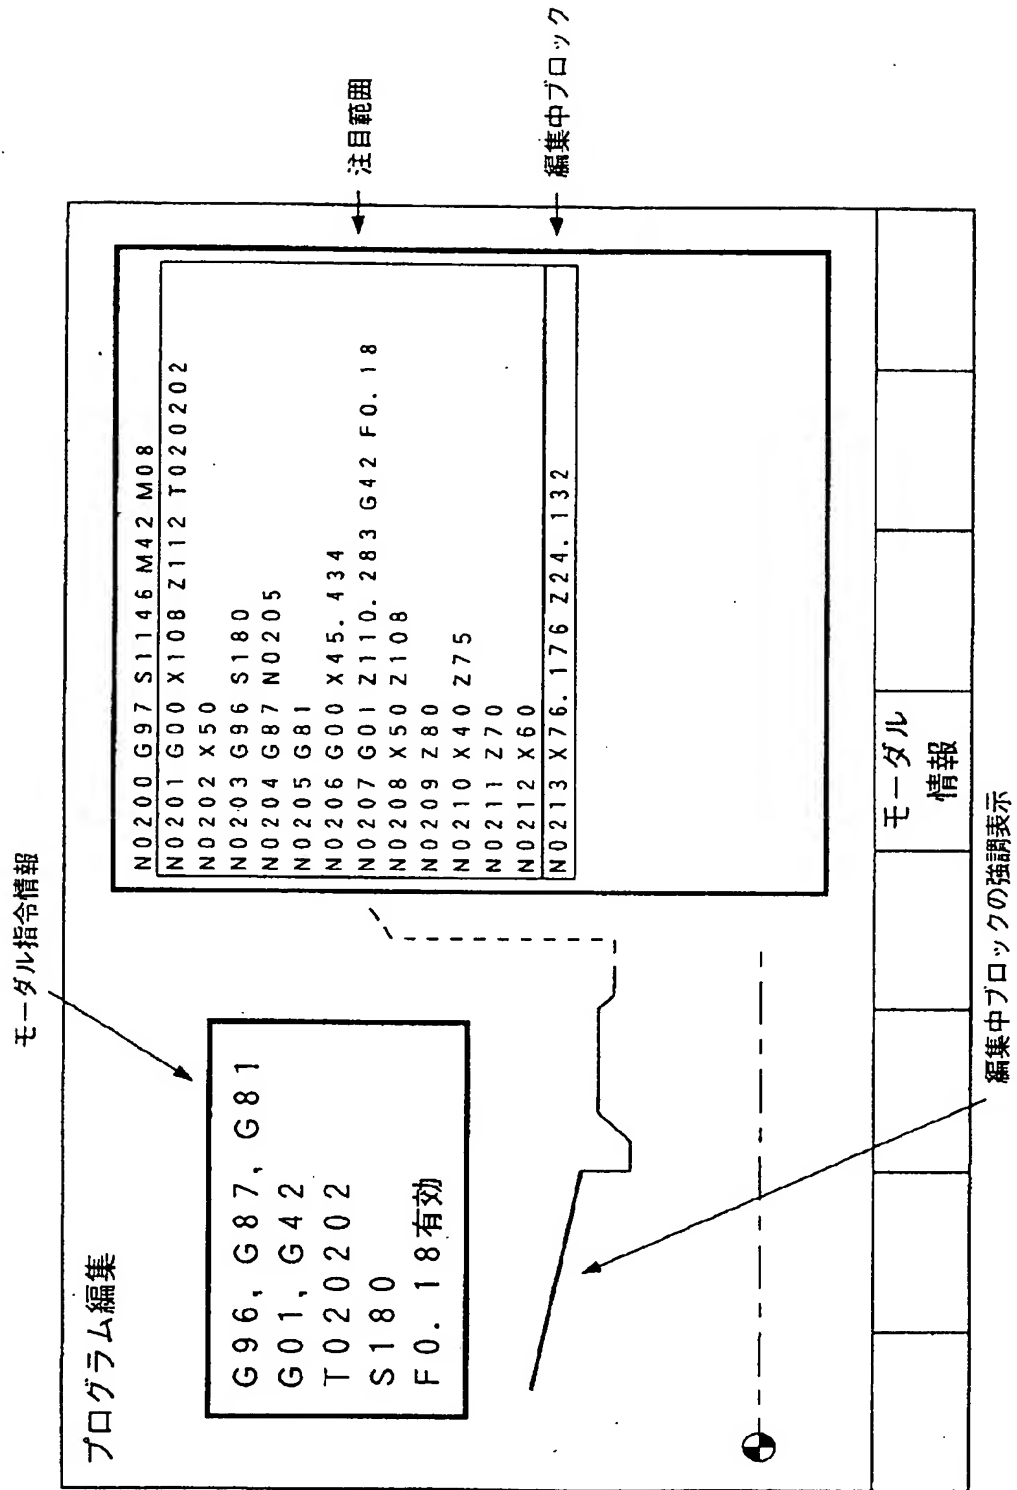 モーダル指令情報
プログラム編集
G96, G87, G81
G01, G42
T020202
S180
F0.18有効
N0200 G97 S1146 M42 M08
N0201 G00 X108 Z112 T020202
N0202 X50
N0203 G96 S180
N0204 G87 N0205
N0205 G81
N0206 G00 X45.434
N0207 G01 Z110.283 G42 F0.18
N0208 X50 Z108
N0209 Z80
N0210 X40 Z75
N0211 Z70
N0212 X60
N0213 X76.176 Z24.132
注目範囲
編集中ブロック
モーダル
情報
編集中ブロックの強調表示